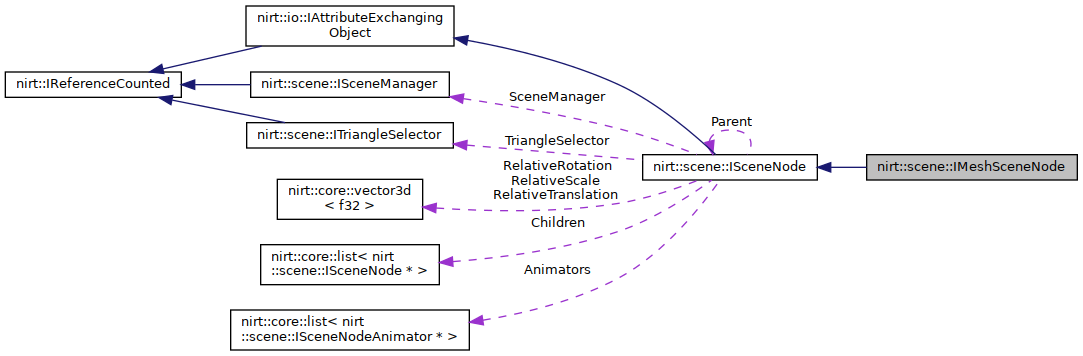 nirt::io::IAttributeExchanging
Object
nirt::IReferenceCounted
nirt::scene::ISceneManager
SceneManager
nirt::scene::ITriangleSelector
TriangleSelector
Parent
nirt::scene::ISceneNode
nirt::scene::IMeshSceneNode
RelativeRotation
RelativeScale
RelativeTranslation
nirt::core::vector3d
< f32 >
Children
nirt::core::list< nirt
::scene::ISceneNode * >
Animators
nirt::core::list< nirt
::scene::ISceneNodeAnimator * >